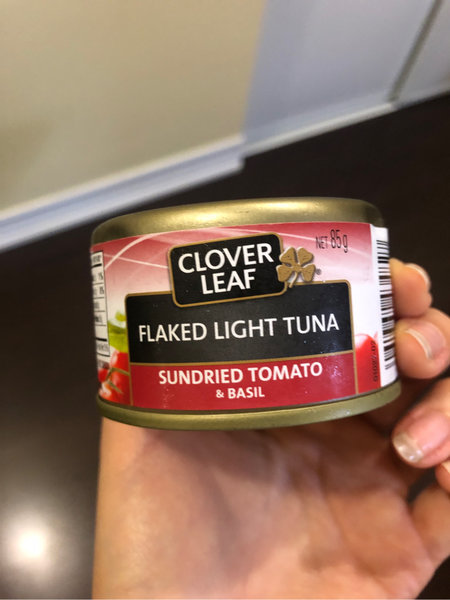 CLOVER
LEAF
®
NET 85 g
FLAKED LIGHT TUNA
SUNDRIED TOMATO
& BASIL